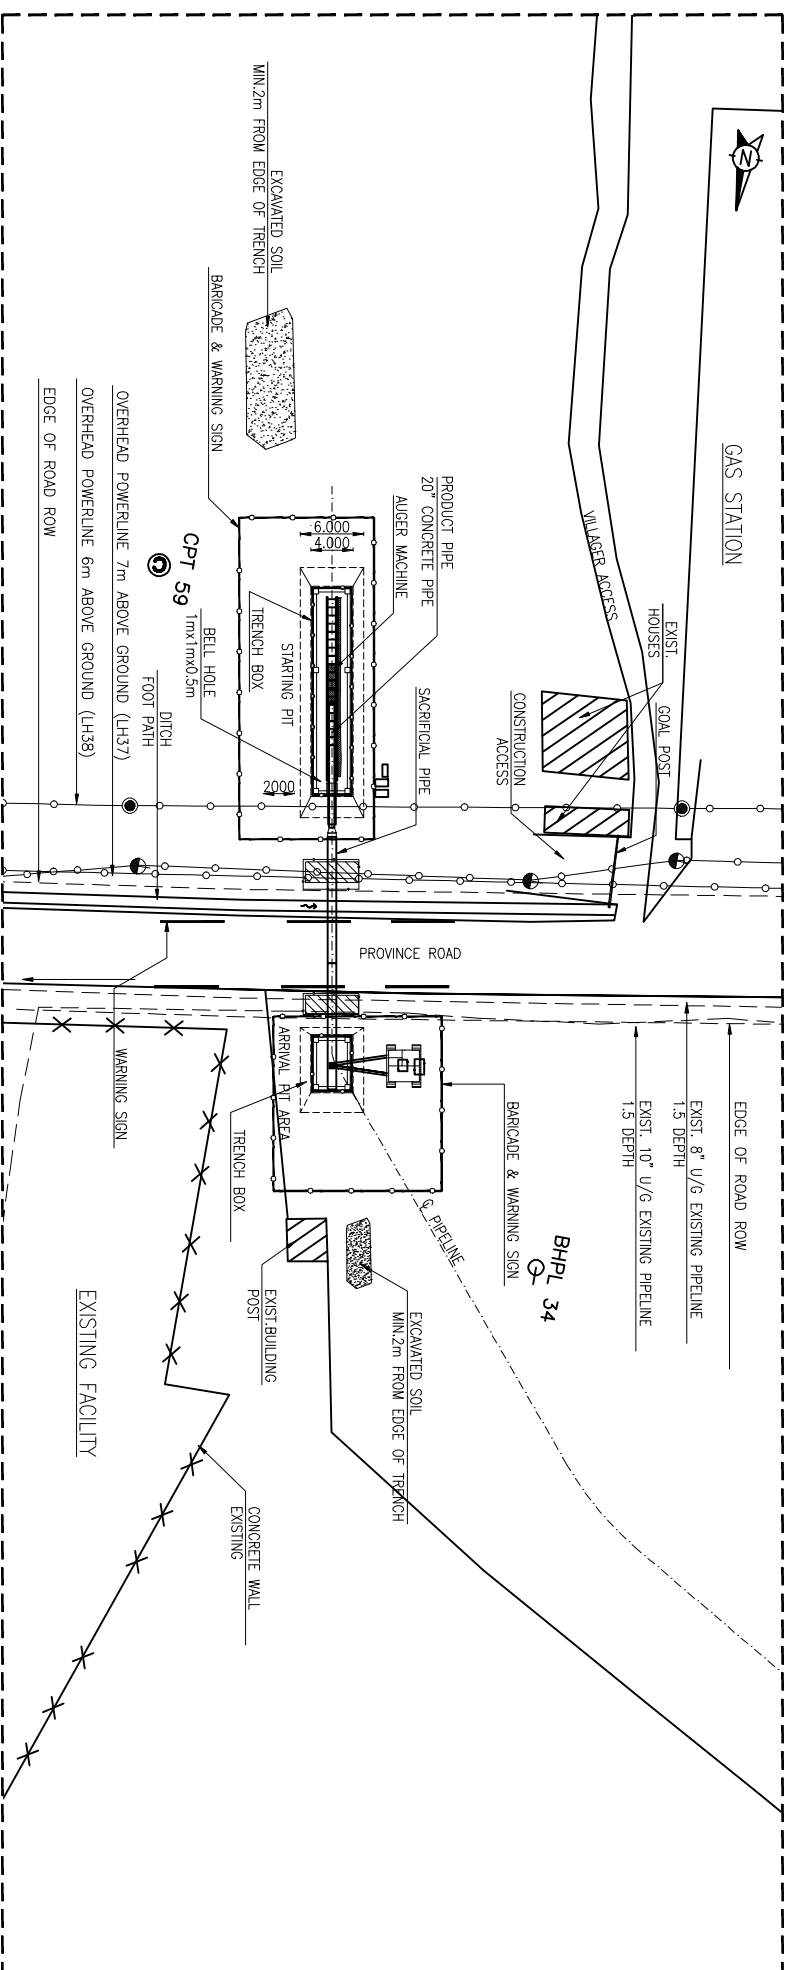 N
GAS STATION
VILLAGER ACCESS
EXIST.
HOUSES
GOAL POST
CONSTRUCTION
ACCESS
EXCAVATED SOIL
MIN.2m FROM EDGE OF TRENCH
BARICADE & WARNING SIGN
PRODUCT PIPE
20" CONCRETE PIPE
AUGER MACHINE
SACRIFICIAL PIPE
6.000
4.000
2000
STARTING PIT
TRENCH BOX
BELL HOLE
1mx1mx0.5m
CPT 59
DITCH
FOOT PATH
OVERHEAD POWERLINE 7m ABOVE GROUND (LH37)
OVERHEAD POWERLINE 6m ABOVE GROUND (LH38)
EDGE OF ROAD ROW
PROVINCE ROAD
WARNING SIGN
ARRIVAL PIT AREA
TRENCH BOX
BARICADE & WARNING SIGN
EDGE OF ROAD ROW
EXIST. 8" U/G EXISTING PIPELINE
1.5 DEPTH
EXIST. 10" U/G EXISTING PIPELINE
1.5 DEPTH
BHPL 34
℄ PIPELINE
EXIST.BUILDING
POST
EXCAVATED SOIL
MIN.2m FROM EDGE OF TRENCH
EXISTING FACILITY
CONCRETE WALL
EXISTING